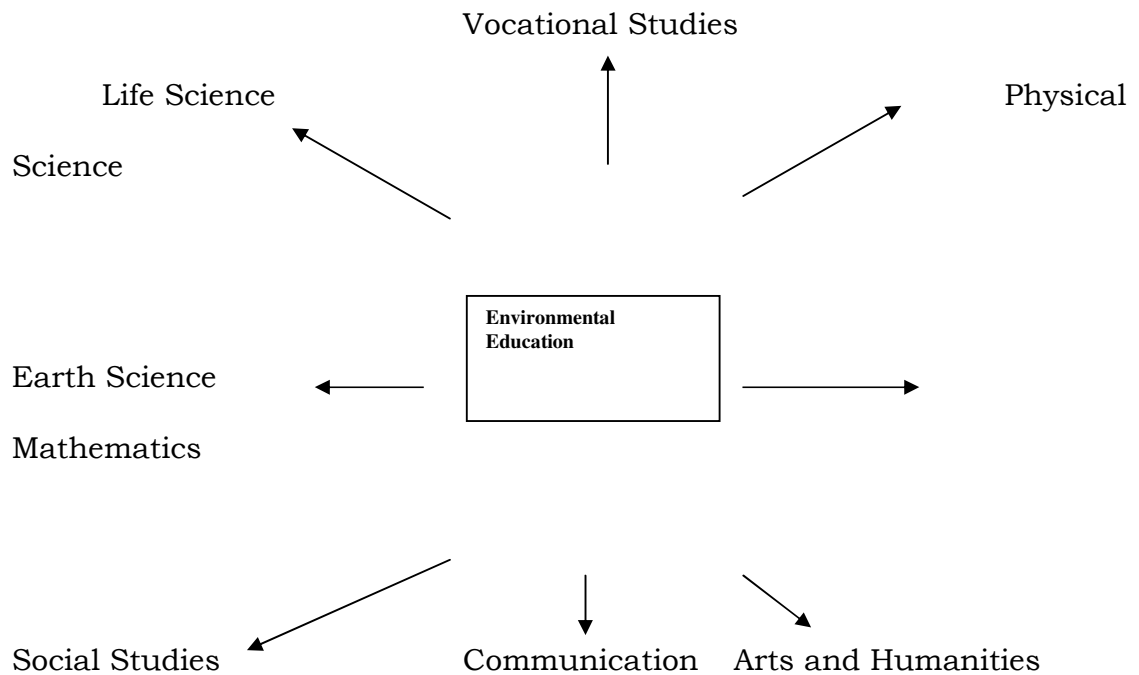 Vocational Studies
Life Science Physical
Science
Environmental
Education
Earth Science
Mathematics
Social Studies Communication Arts and Humanities